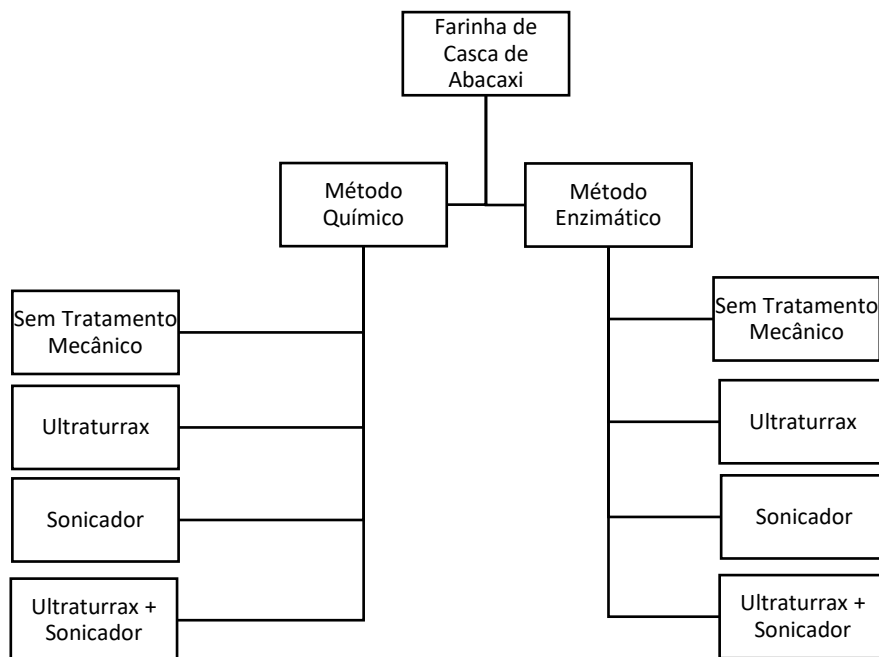 Farinha de
Casca de
Abacaxi
Método
Químico
Método
Enzimático
Sem Tratamento
Mecânico
Ultraturrax
Sonicador
Ultraturrax +
Sonicador
Sem Tratamento
Mecânico
Ultraturrax
Sonicador
Ultraturrax +
Sonicador